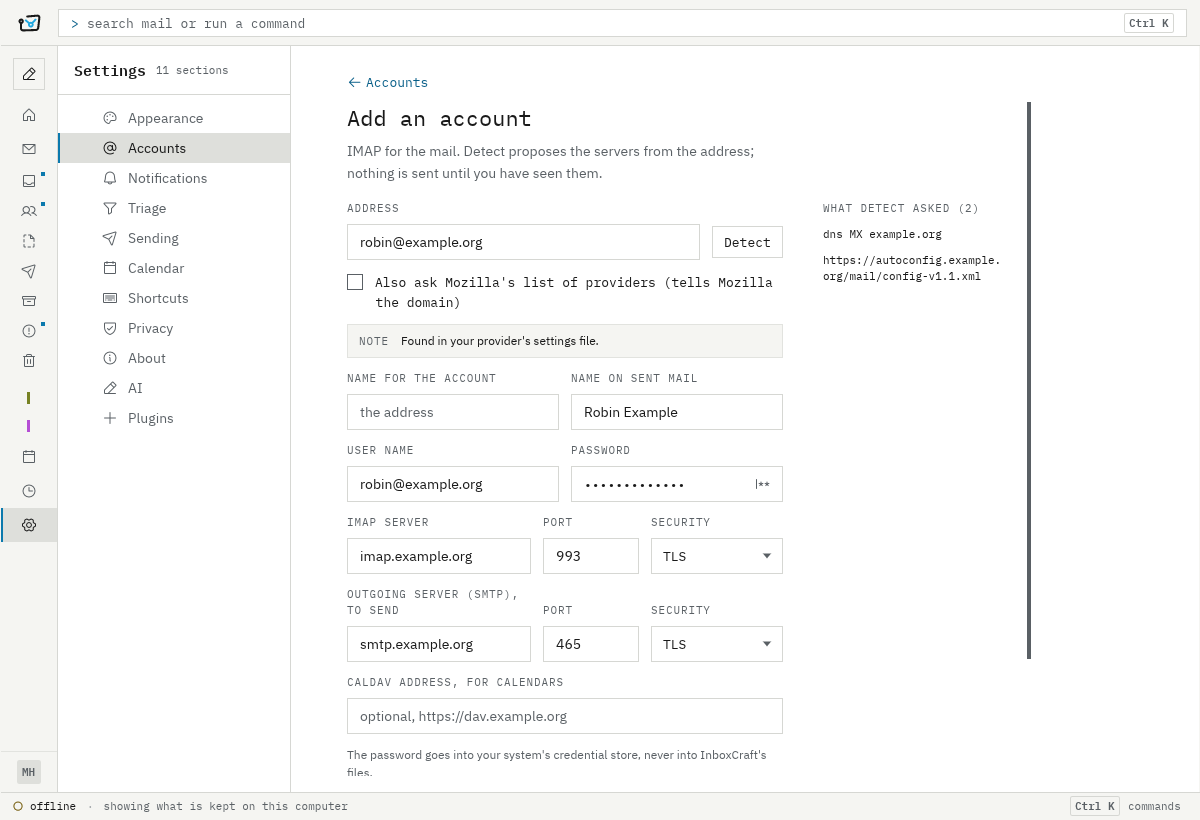 > search mail or run a command
Ctrl K
Settings 11 sections
Appearance
Accounts
Notifications
Triage
Sending
Calendar
Shortcuts
Privacy
About
AI
Plugins
MH
← Accounts
Add an account
IMAP for the mail. Detect proposes the servers from the address;
nothing is sent until you have seen them.
ADDRESS
robin@example.org
Detect
Also ask Mozilla's list of providers (tells Mozilla
the domain)
NOTE Found in your provider's settings file.
NAME FOR THE ACCOUNT NAME ON SENT MAIL
the address Robin Example
USER NAME PASSWORD
robin@example.org ••••••••••••• |**
IMAP SERVER PORT SECURITY
imap.example.org 993 TLS
OUTGOING SERVER (SMTP),
TO SEND PORT SECURITY
smtp.example.org 465 TLS
CALDAV ADDRESS, FOR CALENDARS
optional, https://dav.example.org
The password goes into your system's credential store, never into InboxCraft's
files.
WHAT DETECT ASKED (2)
dns MX example.org
https://autoconfig.example.
org/mail/config-v1.1.xml
offline · showing what is kept on this computer
Ctrl K commands